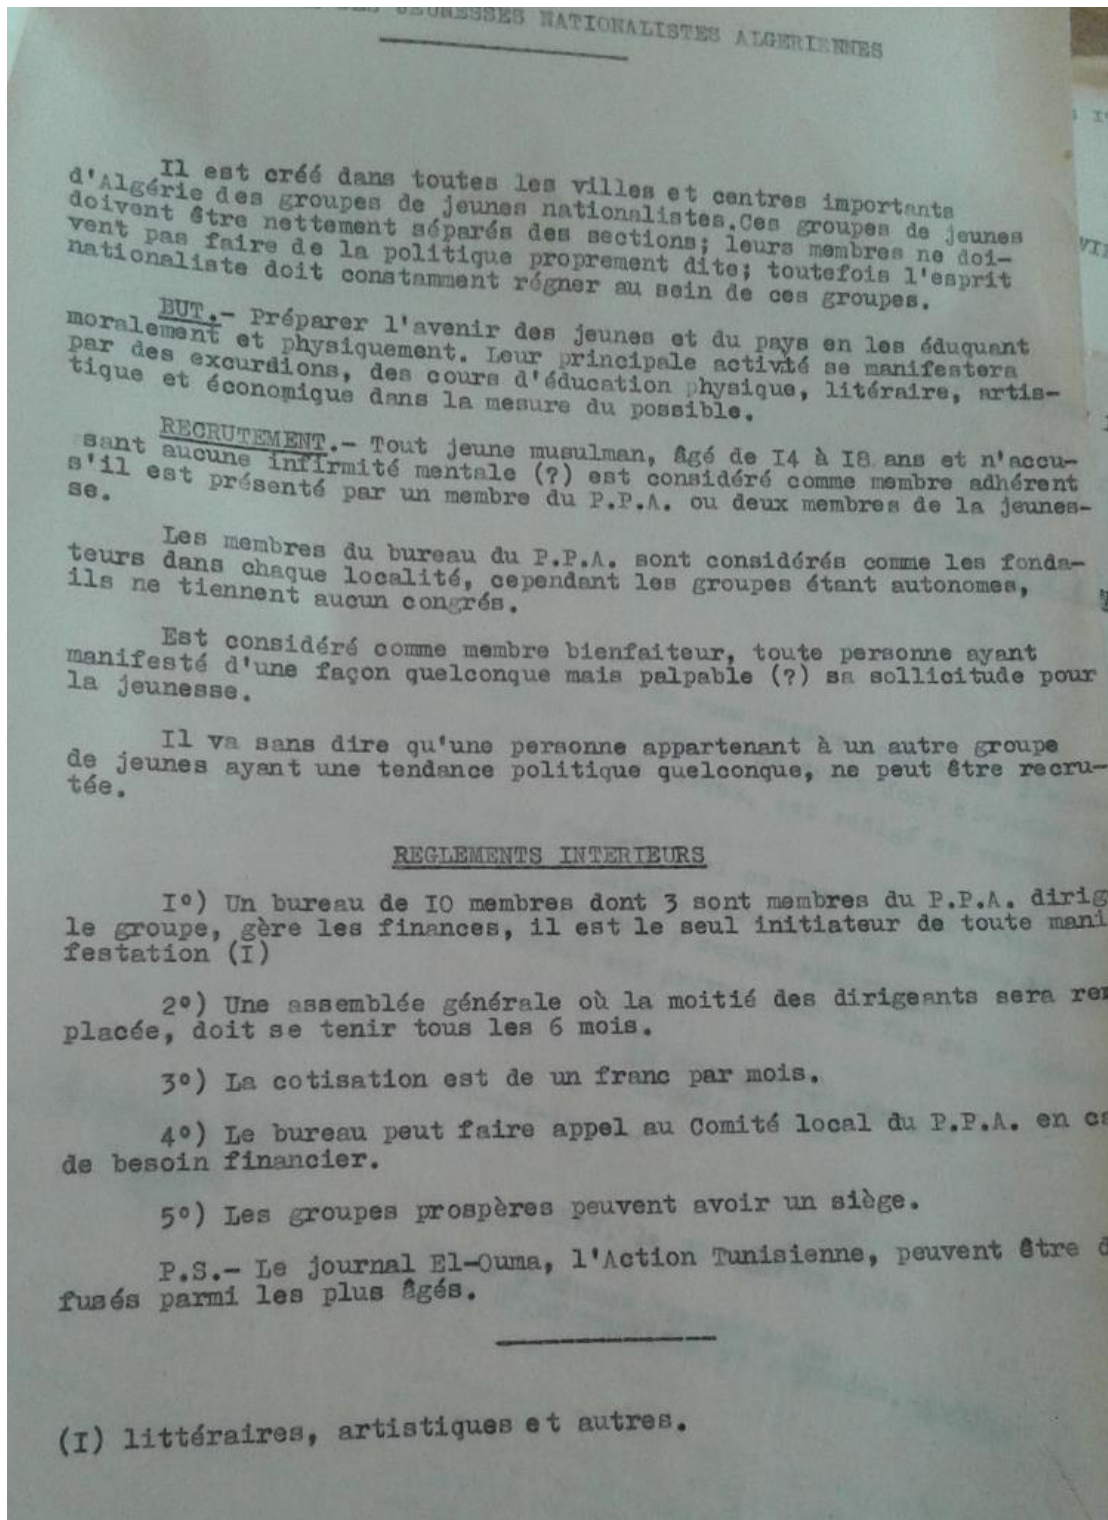 JEUNESSES NATIONALISTES ALGERIENNES
Il est créé dans toutes les villes et centres importants
d'Algérie des groupes de jeunes nationalistes.Ces groupes de jeunes
doivent être nettement séparés des sections; leurs membres ne doi-
vent pas faire de la politique proprement dite; toutefois l'esprit
nationaliste doit constamment régner au sein de ces groupes.
BUT.- Préparer l'avenir des jeunes et du pays en les éduquant
moralement et physiquement. Leur principale activité se manifestera
par des excurdions, des cours d'éducation physique, litéraire, artis-
tique et économique dans la mesure du possible.
RECRUTEMENT.- Tout jeune musulman, âgé de I4 à I8 ans et n'accu-
sant aucune infirmité mentale (?) est considéré comme membre adhérent
s'il est présenté par un membre du P.P.A. ou deux membres de la jeunes-
se.
Les membres du bureau du P.P.A. sont considérés comme les fonda-
teurs dans chaque localité, cependant les groupes étant autonomes,
ils ne tiennent aucun congrés.
Est considéré comme membre bienfaiteur, toute personne ayant
manifesté d'une façon quelconque mais palpable (?) sa sollicitude pour
la jeunesse.
Il va sans dire qu'une personne appartenant à un autre groupe
de jeunes ayant une tendance politique quelconque, ne peut être recru-
tée.
REGLEMENTS INTERIEURS
I°) Un bureau de I0 membres dont 3 sont membres du P.P.A. dirig
le groupe, gère les finances, il est le seul initiateur de toute mani
festation (I)
2°) Une assemblée générale où la moitié des dirigeants sera rem
placée, doit se tenir tous les 6 mois.
3°) La cotisation est de un franc par mois.
4°) Le bureau peut faire appel au Comité local du P.P.A. en ca
de besoin financier.
5°) Les groupes prospères peuvent avoir un siège.
P.S.- Le journal El-Ouma, l'Action Tunisienne, peuvent être d
fusés parmi les plus âgés.
(I) littéraires, artistiques et autres.